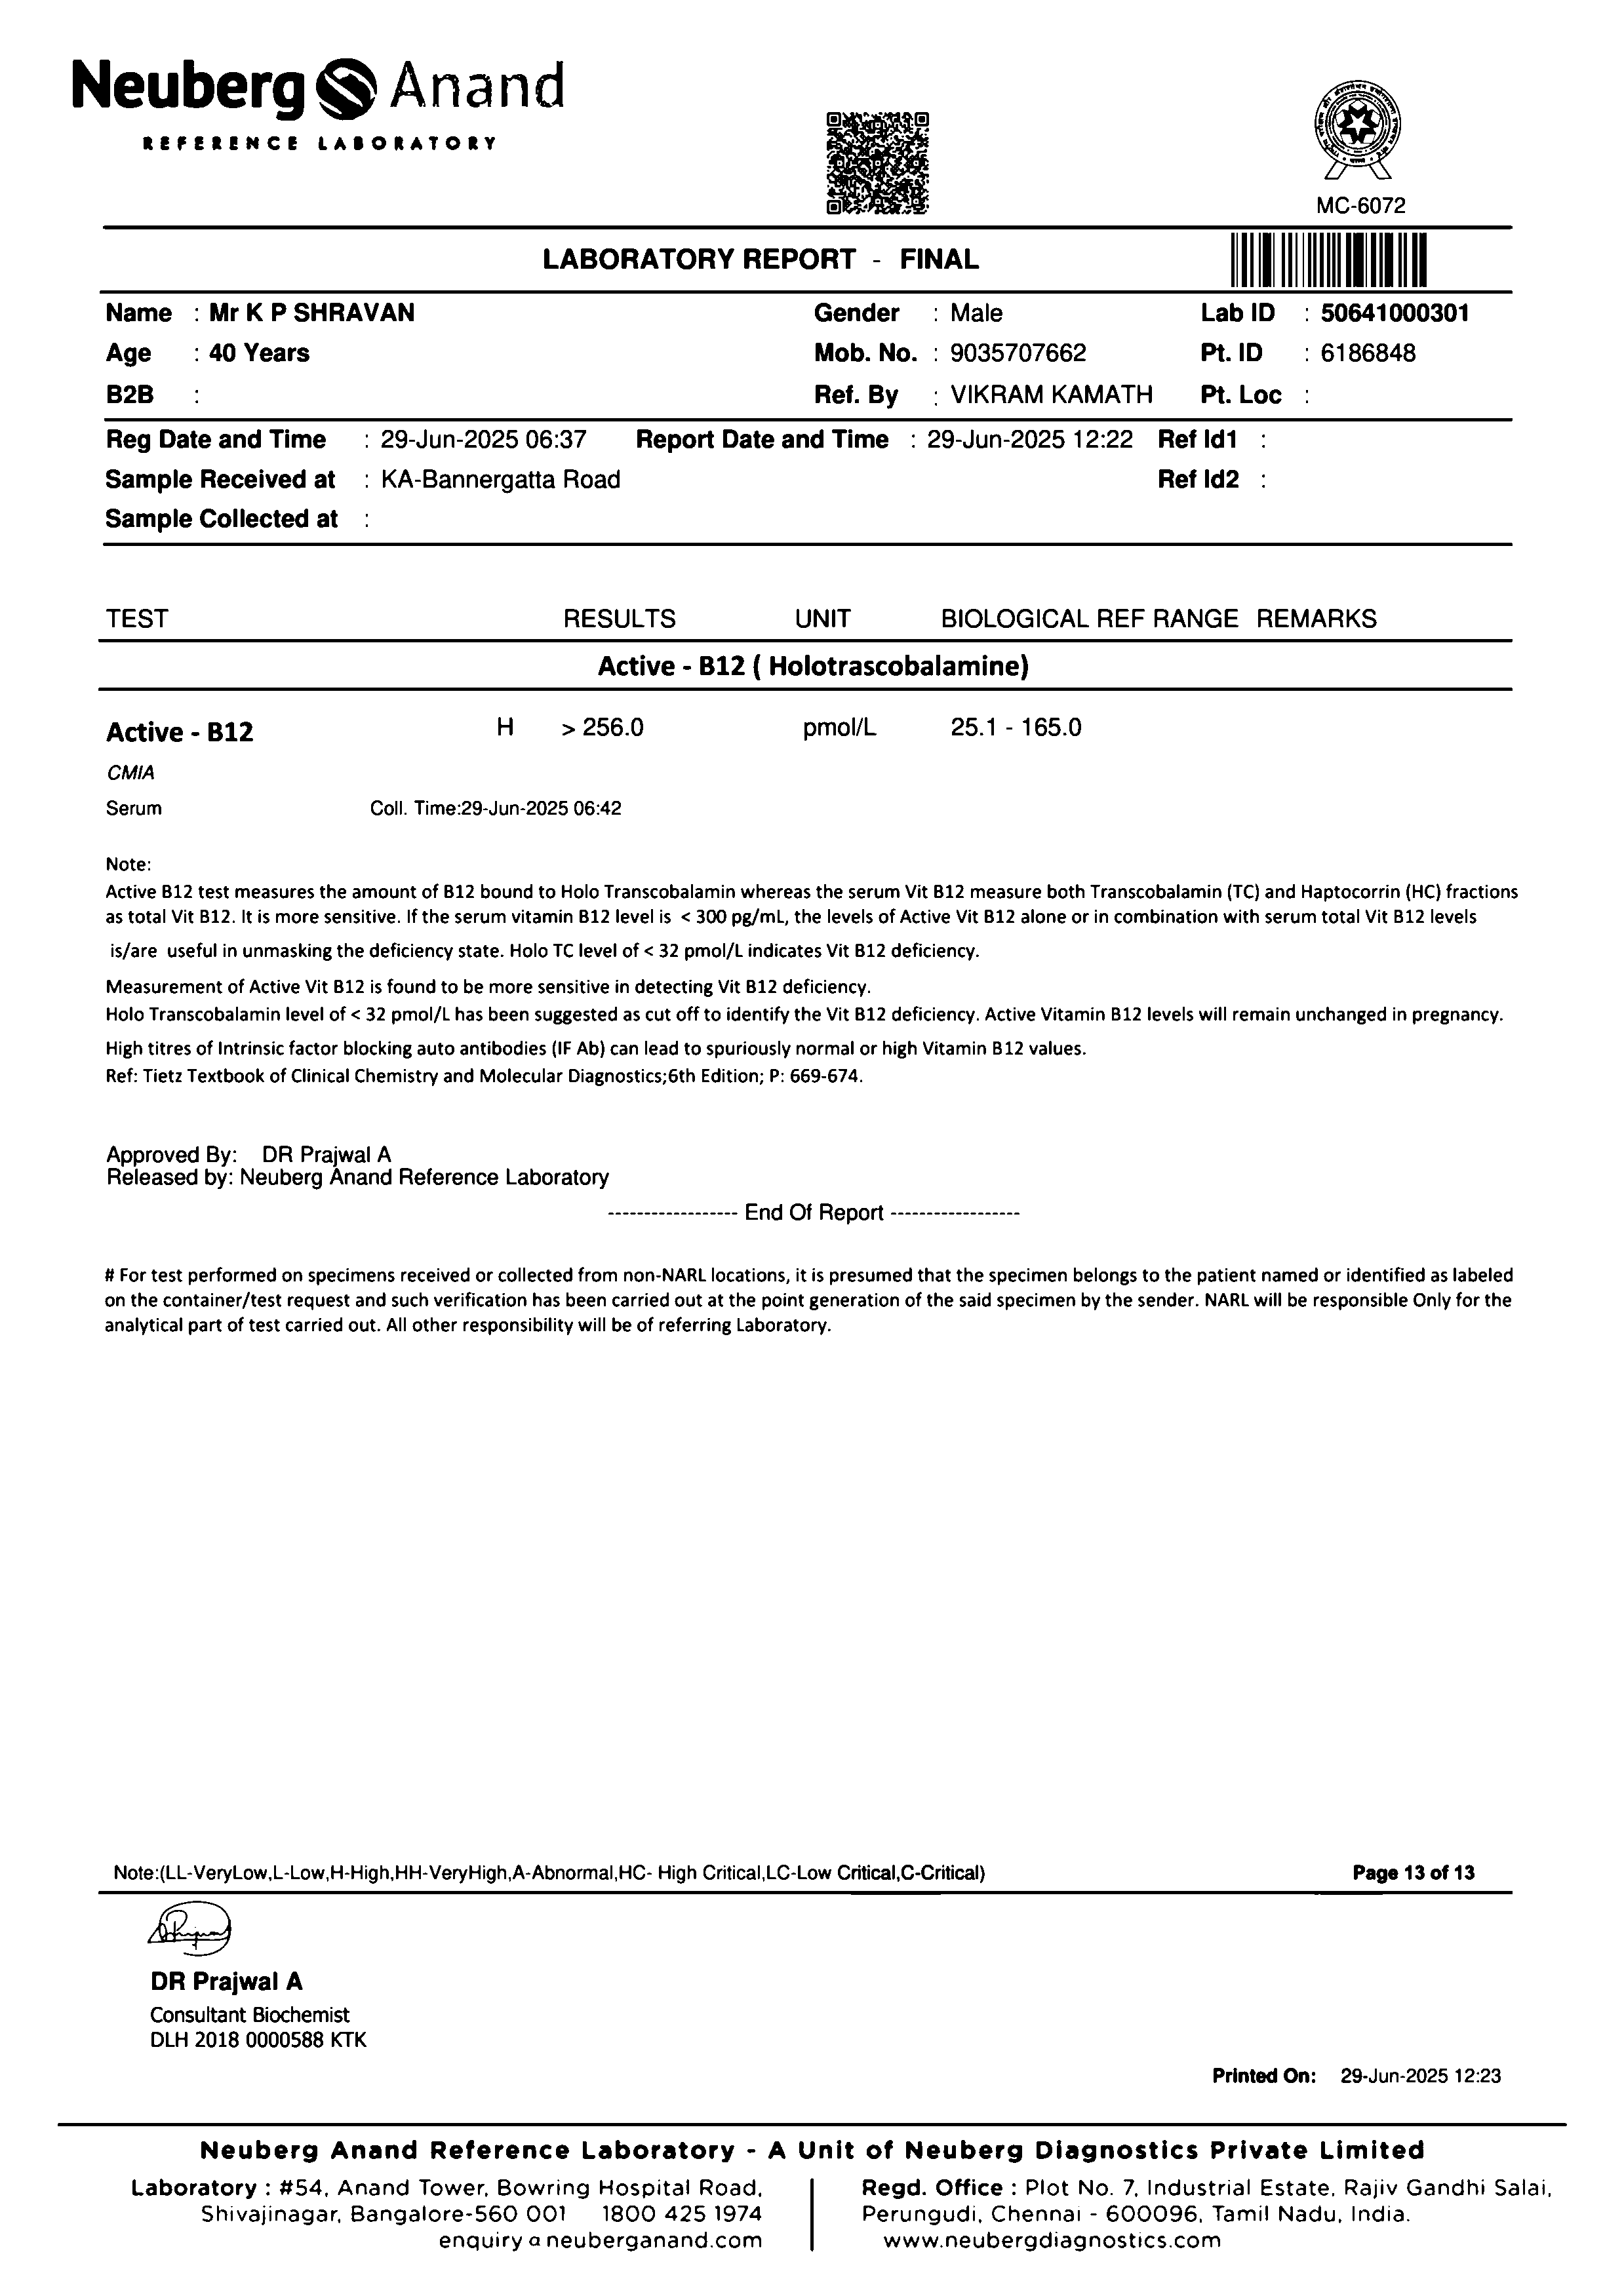 Neuberg Anand
REFERENCE LABORATORY
MC-6072
LABORATORY REPORT - FINAL
Name : Mr K P SHRAVAN Gender : Male Lab ID : 50641000301
Age : 40 Years Mob. No. : 9035707662 Pt. ID : 6186848
B2B : Ref. By : VIKRAM KAMATH Pt. Loc :
Reg Date and Time : 29-Jun-2025 06:37 Report Date and Time : 29-Jun-2025 12:22 Ref Id1 :
Sample Received at : KA-Bannergatta Road Ref Id2 :
Sample Collected at :
TEST RESULTS UNIT BIOLOGICAL REF RANGE REMARKS
Active - B12 ( Holotrascobalamine)
Active - B12 H > 256.0 pmol/L 25.1 - 165.0
CMIA
Serum Coll. Time:29-Jun-2025 06:42
Note:
Active B12 test measures the amount of B12 bound to Holo Transcobalamin whereas the serum Vit B12 measure both Transcobalamin (TC) and Haptocorrin (HC) fractions
as total Vit B12. It is more sensitive. If the serum vitamin B12 level is < 300 pg/mL, the levels of Active Vit B12 alone or in combination with serum total Vit B12 levels
is/are useful in unmasking the deficiency state. Holo TC level of < 32 pmol/L indicates Vit B12 deficiency.
Measurement of Active Vit B12 is found to be more sensitive in detecting Vit B12 deficiency.
Holo Transcobalamin level of < 32 pmol/L has been suggested as cut off to identify the Vit B12 deficiency. Active Vitamin B12 levels will remain unchanged in pregnancy.
High titres of Intrinsic factor blocking auto antibodies (IF Ab) can lead to spuriously normal or high Vitamin B12 values.
Ref: Tietz Textbook of Clinical Chemistry and Molecular Diagnostics;6th Edition; P: 669-674.
Approved By: DR Prajwal A
Released by: Neuberg Anand Reference Laboratory
------------------ End Of Report ------------------
# For test performed on specimens received or collected from non-NARL locations, it is presumed that the specimen belongs to the patient named or identified as labeled
on the container/test request and such verification has been carried out at the point generation of the said specimen by the sender. NARL will be responsible Only for the
analytical part of test carried out. All other responsibility will be of referring Laboratory.
Note:(LL-VeryLow,L-Low,H-High,HH-VeryHigh,A-Abnormal,HC- High Critical,LC-Low Critical,C-Critical) Page 13 of 13
DR Prajwal A
Consultant Biochemist
DLH 2018 0000588 KTK
Printed On: 29-Jun-2025 12:23
Neuberg Anand Reference Laboratory - A Unit of Neuberg Diagnostics Private Limited
Laboratory : #54, Anand Tower, Bowring Hospital Road, Regd. Office : Plot No. 7, Industrial Estate, Rajiv Gandhi Salai,
Shivajinagar, Bangalore-560 001 1800 425 1974 Perungudi, Chennai - 600096, Tamil Nadu, India.
enquiry@neuberganand.com www.neubergdiagnostics.com